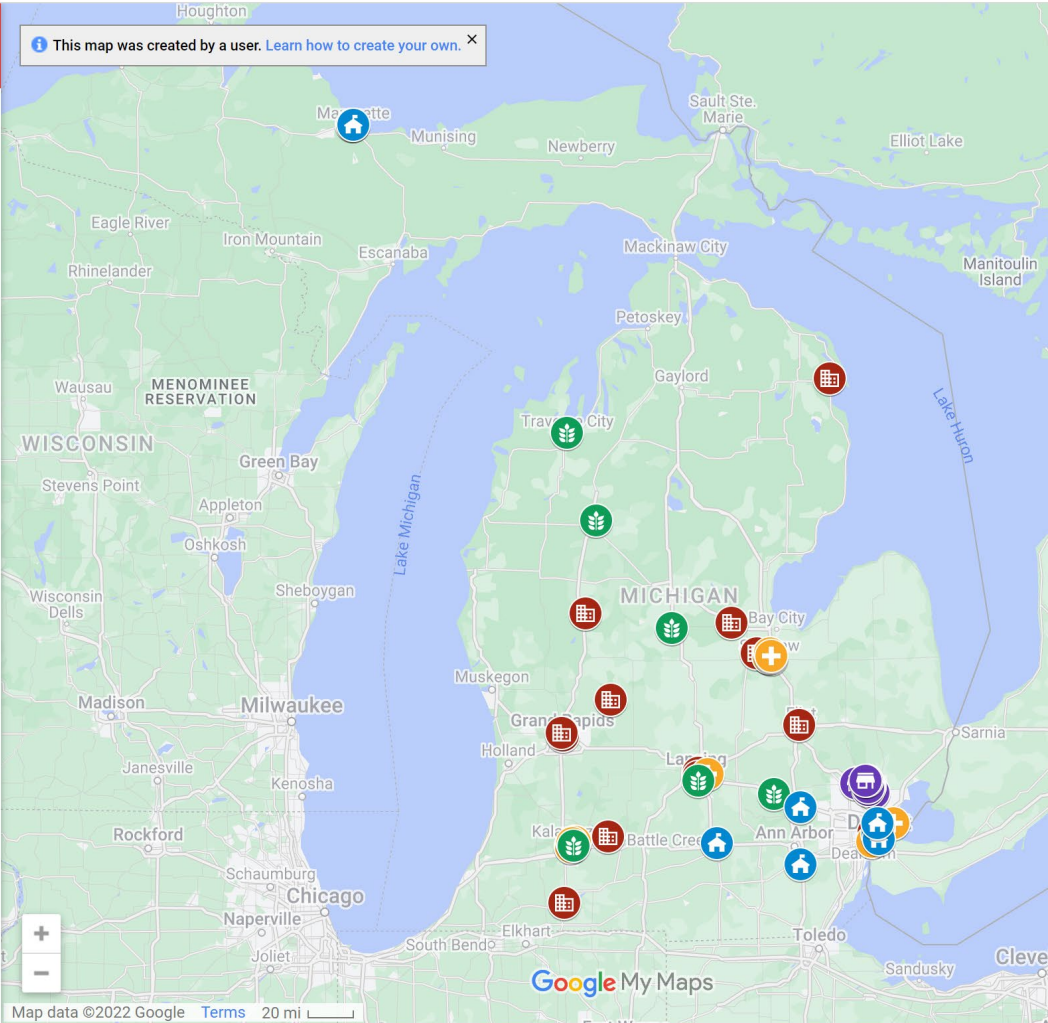 Houghton
This map was created by a user. Learn how to create your own.
Munising
Sault Ste.
Marie
Newberry
Elliot Lake
Eagle River
Iron Mountain
Escanaba
Mackinaw City
Rhinelander
Manitoulin
Island
Petoskey
Gaylord
Wausau
MENOMINEE
RESERVATION
Lake Huron
City
WISCONSIN
Green Bay
Stevens Point
Lake Michigan
Appleton
Oshkosh
Wisconsin
Dells
Sheboygan
MICHIGAN
Bay City
Muskegon
Madison
Milwaukee
Grand Rapids
Sarnia
Holland
Janesville
Kenosha
Rockford
Battle Cree
Ann Arbor
Schaumburg
Chicago
Naperville
Elkhart
South Bend
Toledo
Joliet
Cleve
Sandusky
Google My Maps
Map data ©2022 Google Terms 20 mi